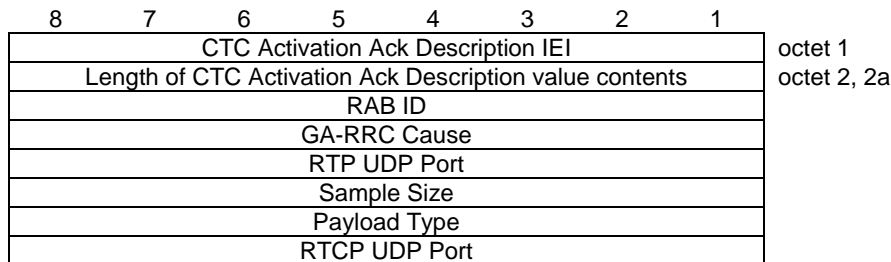 8 7 6 5 4 3 2 1
CTC Activation Ack Description IEI octet 1
Length of CTC Activation Ack Description value contents octet 2, 2a
RAB ID
GA-RRC Cause
RTP UDP Port
Sample Size
Payload Type
RTCP UDP Port